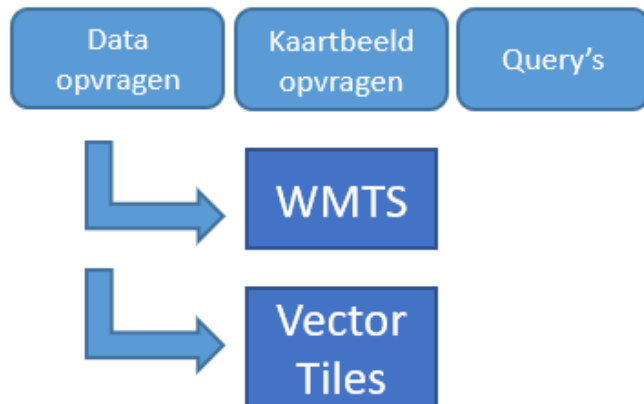 Data
opvragen
Kaartbeeld
opvragen
Query's
WMTS
Vector
Tiles